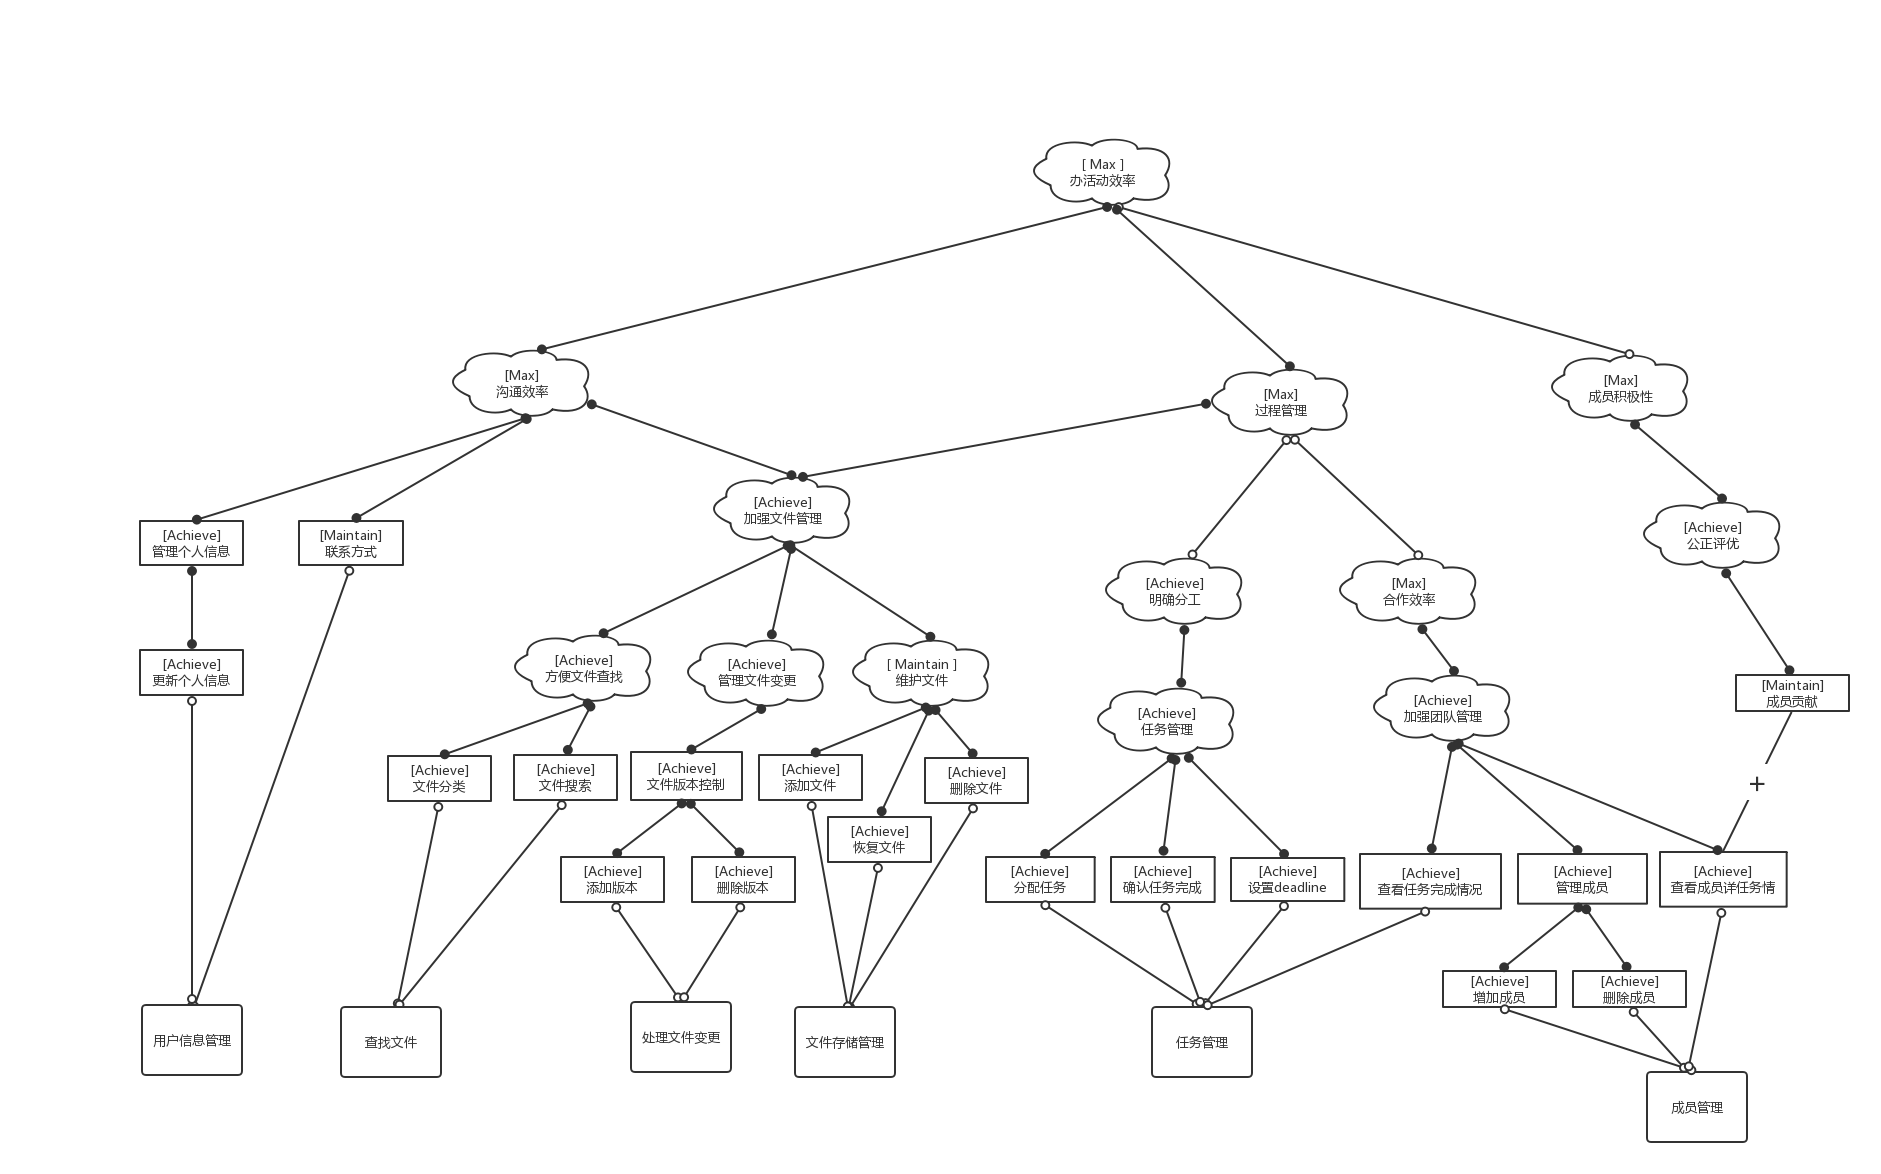 [ Max ]
办活动效率
[Max]
沟通效率
[Max]
过程管理
[Max]
成员积极性
[Achieve]
加强文件管理
[Achieve]
管理个人信息
[Maintain]
联系方式
[Achieve]
公正评优
[Achieve]
明确分工
[Max]
合作效率
[Achieve]
更新个人信息
[Achieve]
方便文件查找
[Achieve]
管理文件变更
[ Maintain ]
维护文件
[Achieve]
任务管理
[Achieve]
加强团队管理
[Maintain]
成员贡献
[Achieve]
文件分类
[Achieve]
文件搜索
[Achieve]
文件版本控制
[Achieve]
添加文件
[Achieve]
删除文件
+
[Achieve]
恢复文件
[Achieve]
添加版本
[Achieve]
删除版本
[Achieve]
分配任务
[Achieve]
确认任务完成
[Achieve]
设置deadline
[Achieve]
查看任务完成情况
[Achieve]
管理成员
[Achieve]
查看成员详任务情
[Achieve]
增加成员
[Achieve]
删除成员
用户信息管理
查找文件
处理文件变更
文件存储管理
任务管理
成员管理